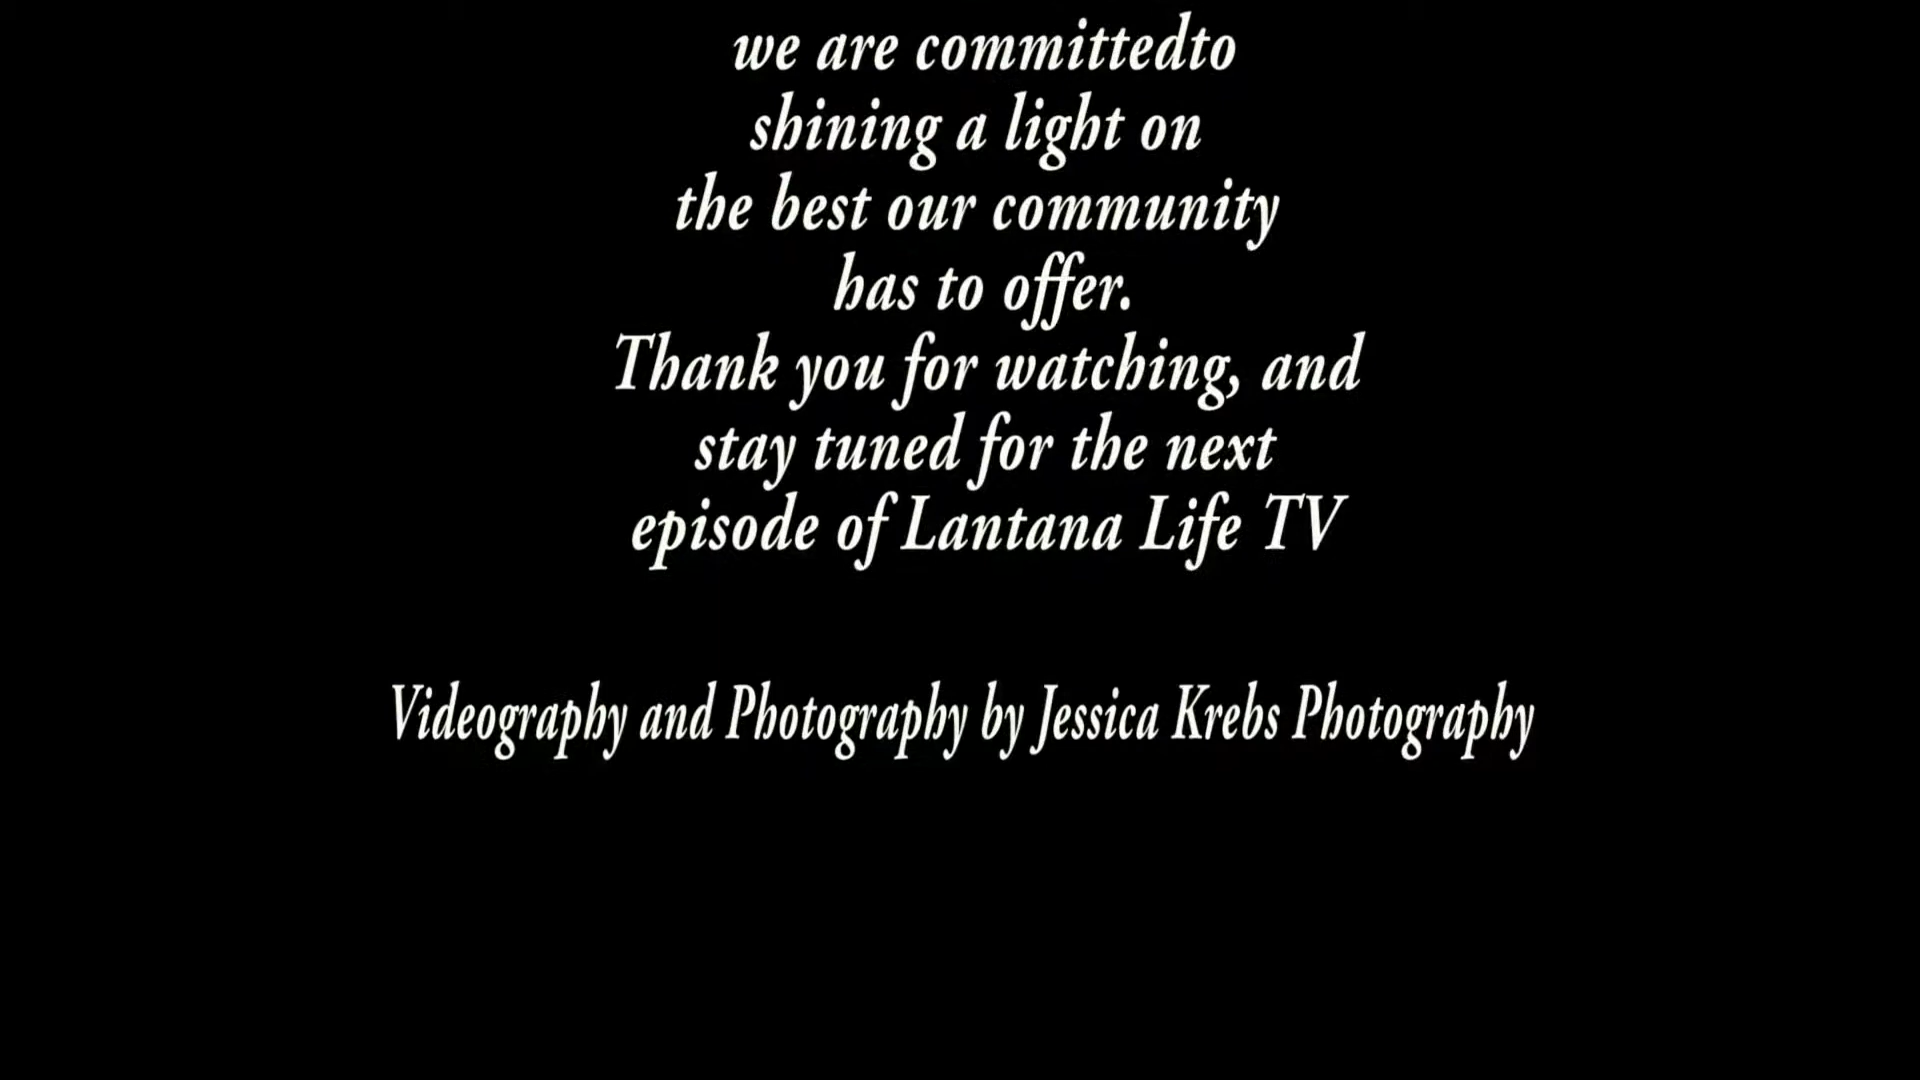 we are committedto
shining a light on
the best our community
has to offer.
Thank you for watching, and
stay tuned for the next
episode of Lantana Life TV
Videography and Photography by Jessica Krebs Photography